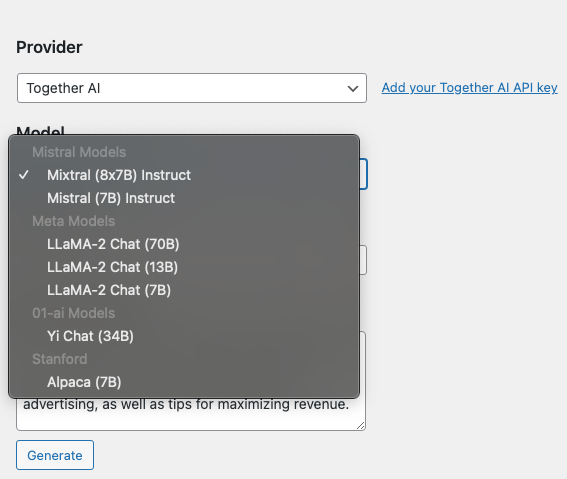 Provider
Together AI
Add your Together AI API key
Model
Mistral Models
Mixtral (8x7B) Instruct
Mistral (7B) Instruct
Meta Models
LLaMA-2 Chat (70B)
LLaMA-2 Chat (13B)
LLaMA-2 Chat (7B)
01-ai Models
Yi Chat (34B)
Stanford
Alpaca (7B)
advertising, as well as tips for maximizing revenue.
Generate